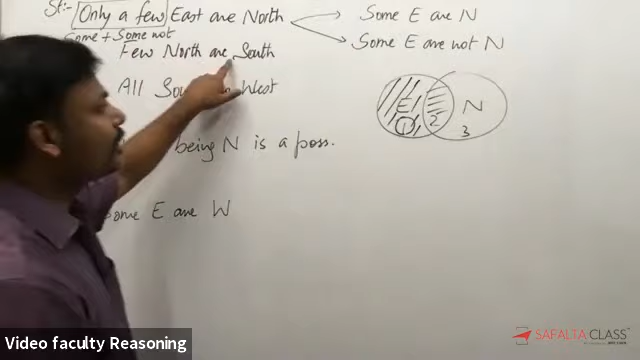 St:- Only a few East are North
Some E are N
Some + Some not
Some E are not N
Few North are South
All West
E 1 2 N 3
being N is a poss.
Some E are W
Video faculty Reasoning
SAFALTA CLASS